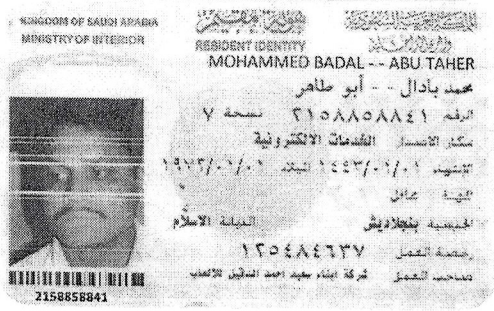 KINGDOM OF SAUDI ARABIA
MINISTRY OF INTERIOR
هوية مقيم
RESIDENT IDENTITY
المملكة العربية السعودية
وزارة الداخلية
MOHAMMED BADAL - - ABU TAHER
محمد بادال - - أبو طاهر
الرقم ٢١٥٨٨٥٨٨٤١ نسخة ٧
مكان الاصدار الخدمات الالكترونية
١٤٤٣/٠١/٠١ الميلاد ١٩٧٣/٠١/٠١
المهنة عامل
الجنسية بنجلاديش الديانة الاسلام
رخصة العمل ١٢٥٤٨٤٦٣٧
صاحب العمل شركة ابناء سعيد احمد للالعاب
2158858841